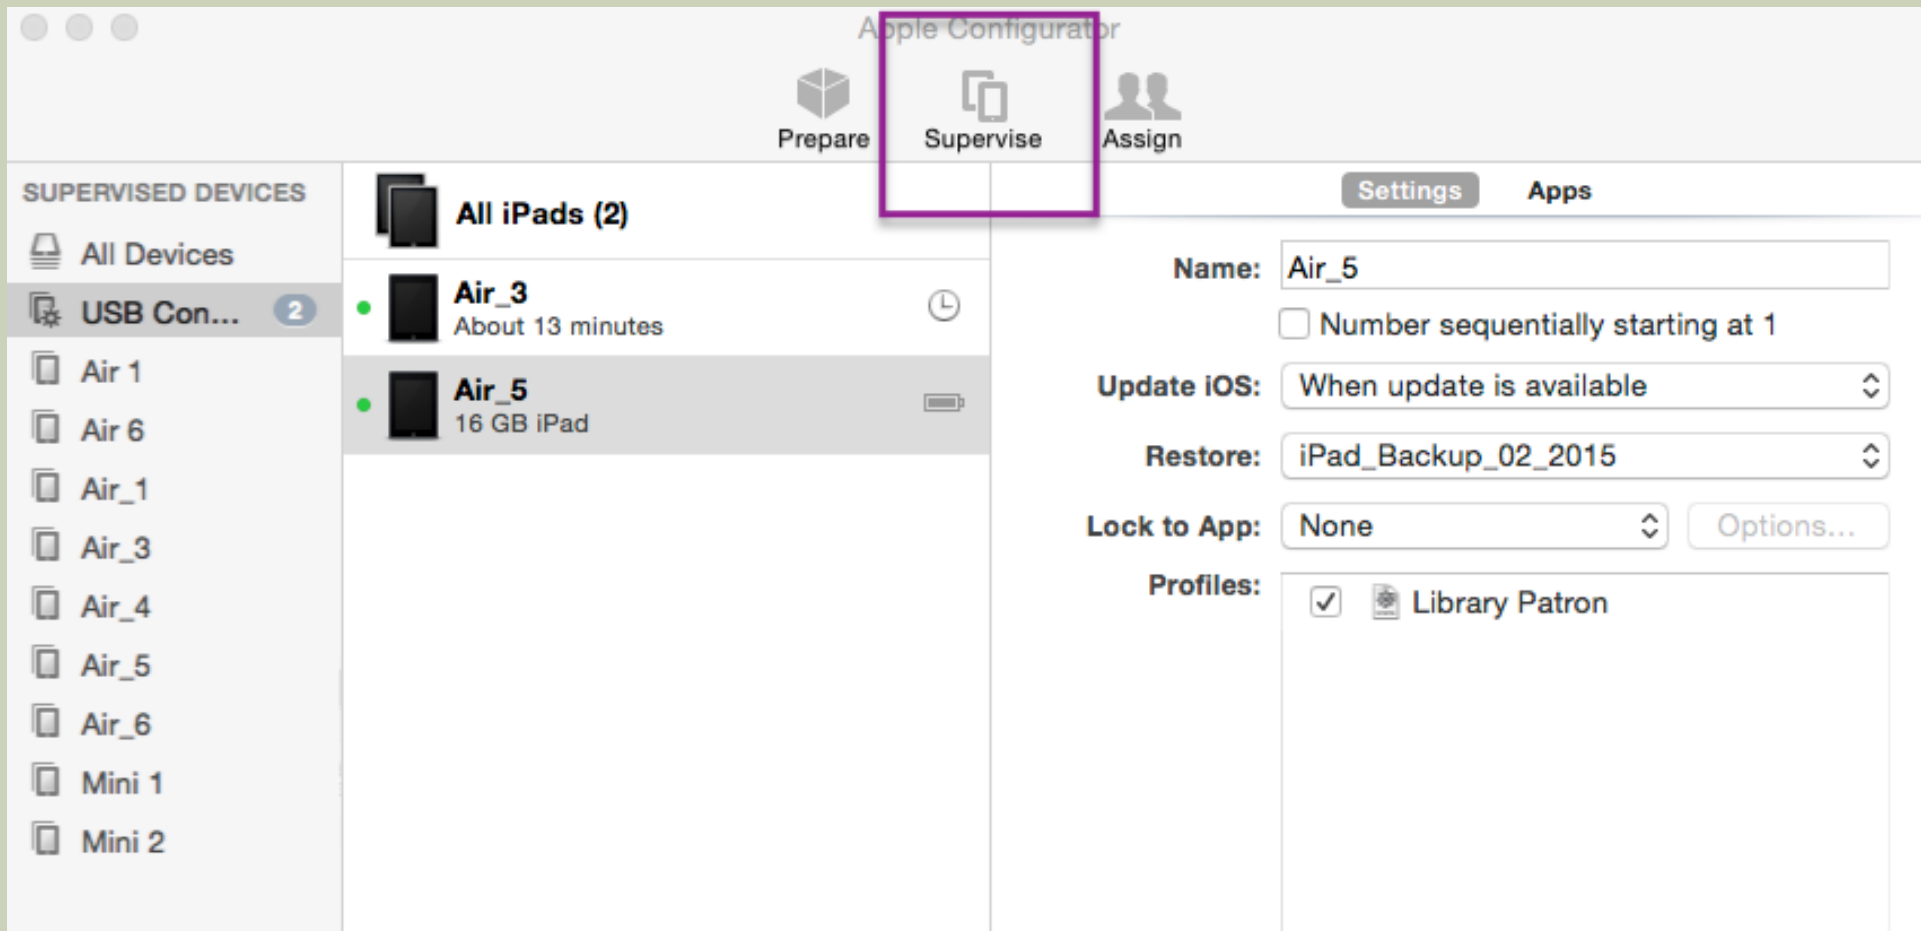 Apple Configurator
Prepare
Supervise
Assign
SUPERVISED DEVICES
All Devices
USB Con... 2
Air 1
Air 6
Air_1
Air_3
Air_4
Air_5
Air_6
Mini 1
Mini 2
All iPads (2)
Air_3
About 13 minutes
Air_5
16 GB iPad
Settings Apps
Name: Air_5
Number sequentially starting at 1
Update iOS: When update is available
Restore: iPad_Backup_02_2015
Lock to App: None Options...
Profiles: Library Patron